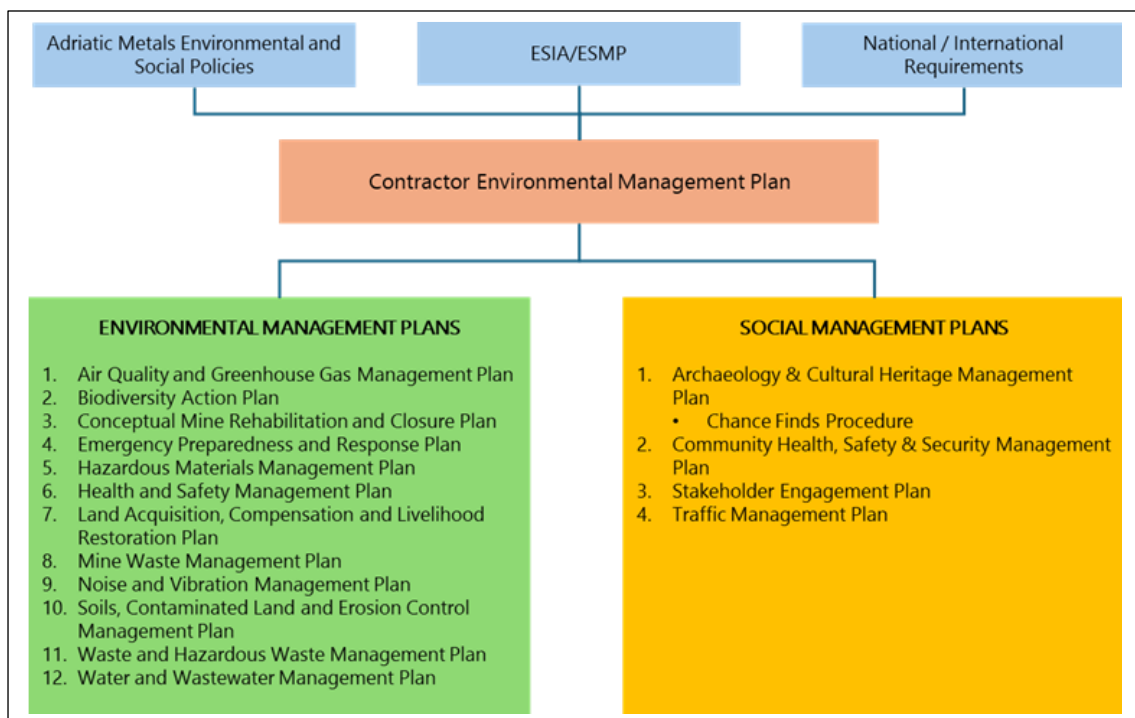 Adriatic Metals Environmental and
Social Policies
ESIA/ESMP
National / International
Requirements
Contractor Environmental Management Plan
ENVIRONMENTAL MANAGEMENT PLANS
1. Air Quality and Greenhouse Gas Management Plan
2. Biodiversity Action Plan
3. Conceptual Mine Rehabilitation and Closure Plan
4. Emergency Preparedness and Response Plan
5. Hazardous Materials Management Plan
6. Health and Safety Management Plan
7. Land Acquisition, Compensation and Livelihood
Restoration Plan
8. Mine Waste Management Plan
9. Noise and Vibration Management Plan
10. Soils, Contaminated Land and Erosion Control
Management Plan
11. Waste and Hazardous Waste Management Plan
12. Water and Wastewater Management Plan
SOCIAL MANAGEMENT PLANS
1. Archaeology & Cultural Heritage Management
Plan
• Chance Finds Procedure
2. Community Health, Safety & Security Management
Plan
3. Stakeholder Engagement Plan
4. Traffic Management Plan